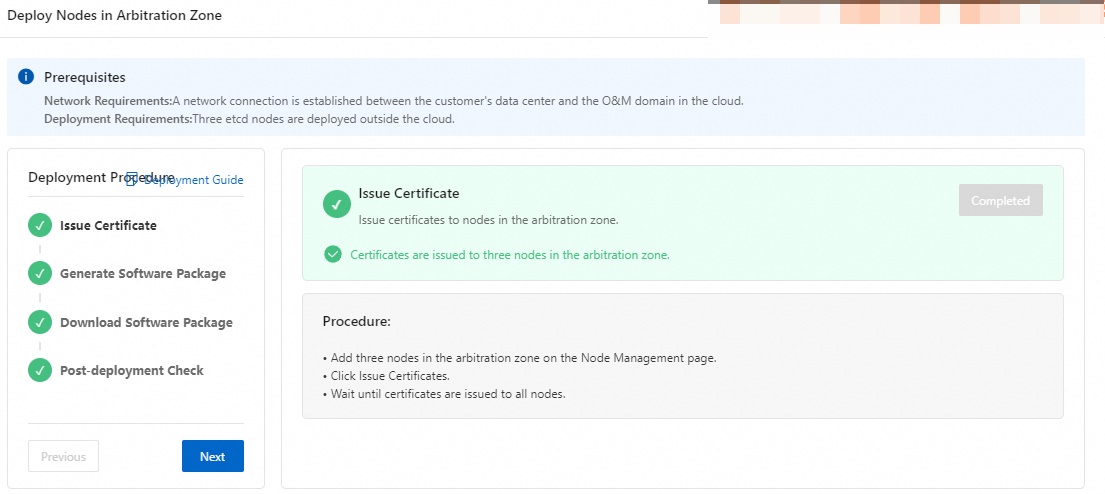 Deploy Nodes in Arbitration Zone
Prerequisites
Network Requirements:A network connection is established between the customer's data center and the O&M domain in the cloud.
Deployment Requirements:Three etcd nodes are deployed outside the cloud.
Deployment Procedure
Deployment Guide
Issue Certificate
Generate Software Package
Download Software Package
Post-deployment Check
Previous
Next
Issue Certificate
Completed
Issue certificates to nodes in the arbitration zone.
Certificates are issued to three nodes in the arbitration zone.
Procedure:
• Add three nodes in the arbitration zone on the Node Management page.
• Click Issue Certificates.
• Wait until certificates are issued to all nodes.